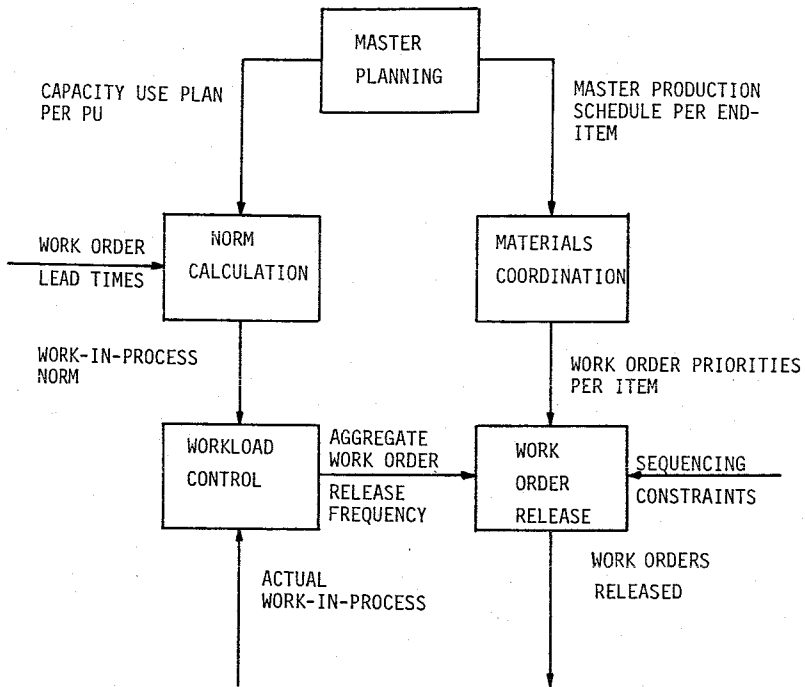 MASTER
PLANNING
CAPACITY USE PLAN
PER PU
MASTER PRODUCTION
SCHEDULE PER END-
ITEM
WORK ORDER
LEAD TIMES
NORM
CALCULATION
MATERIALS
COORDINATION
WORK-IN-PROCESS
NORM
WORK ORDER PRIORITIES
PER ITEM
WORKLOAD
CONTROL
AGGREGATE
WORK ORDER
RELEASE
FREQUENCY
WORK
ORDER
RELEASE
SEQUENCING
CONSTRAINTS
ACTUAL
WORK-IN-PROCESS
WORK ORDERS
RELEASED